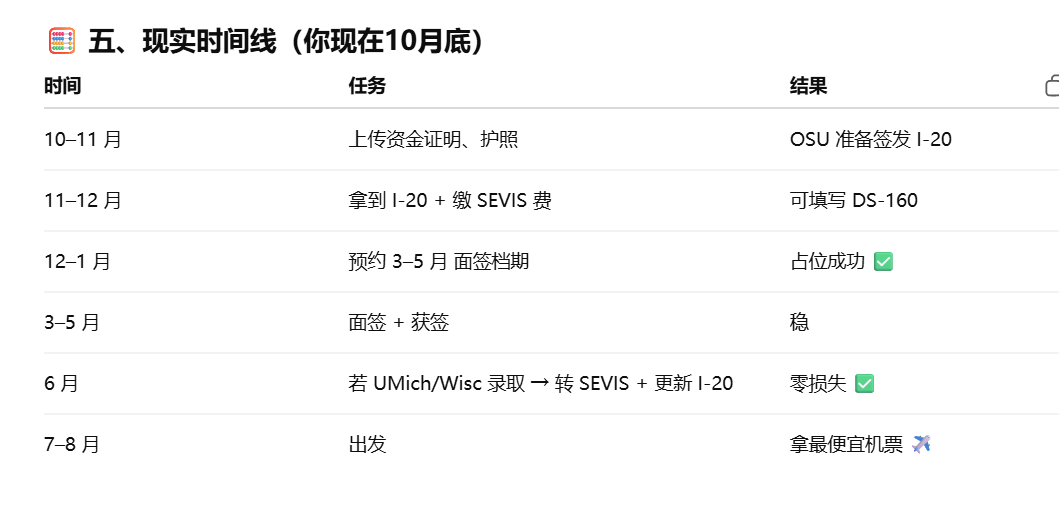 🧮 五、现实时间线（你现在10月底）
时间 任务 结果
10–11 月 上传资金证明、护照 OSU 准备签发 I-20
11–12 月 拿到 I-20 + 缴 SEVIS 费 可填写 DS-160
12–1 月 预约 3–5 月 面签档期 占位成功 ✅
3–5 月 面签 + 获签 稳
6 月 若 UMich/Wisc 录取 → 转 SEVIS + 更新 I-20 零损失 ✅
7–8 月 出发 拿最便宜机票 ✈️